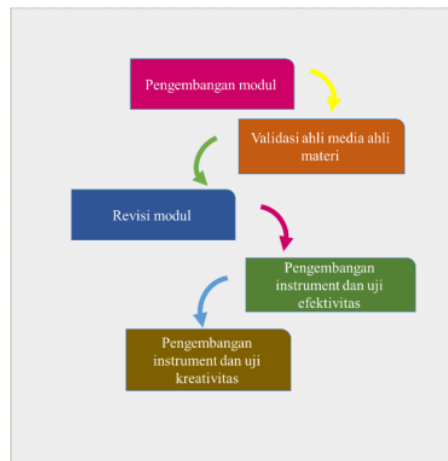 Pengembangan modul
Validasi ahli media ahli
materi
Revisi modul
Pengembangan
instrument dan uji
efektivitas
Pengembangan
instrument dan uji
kreativitas